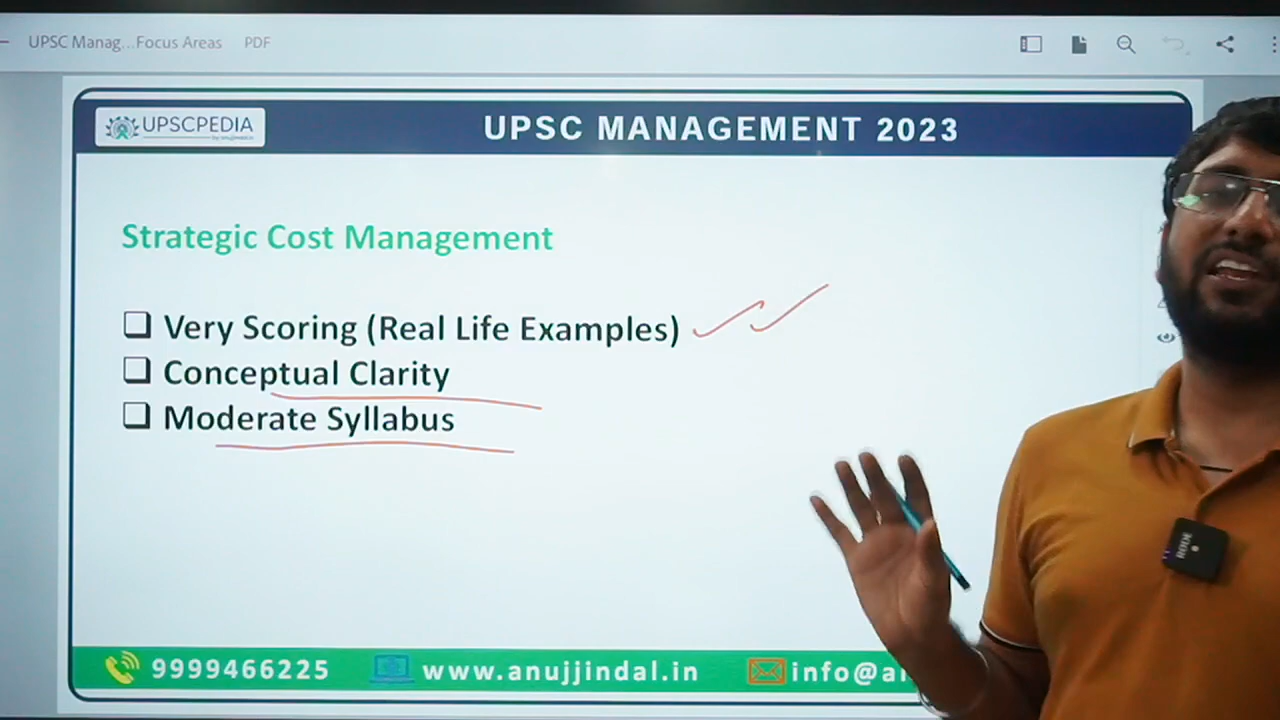 UPSC Manag...Focus Areas PDF
UPSCPEDIA
UPSC MANAGEMENT 2023
Strategic Cost Management
Very Scoring (Real Life Examples)
Conceptual Clarity
Moderate Syllabus
RODE
9999466225 www.anujjindal.in info@a